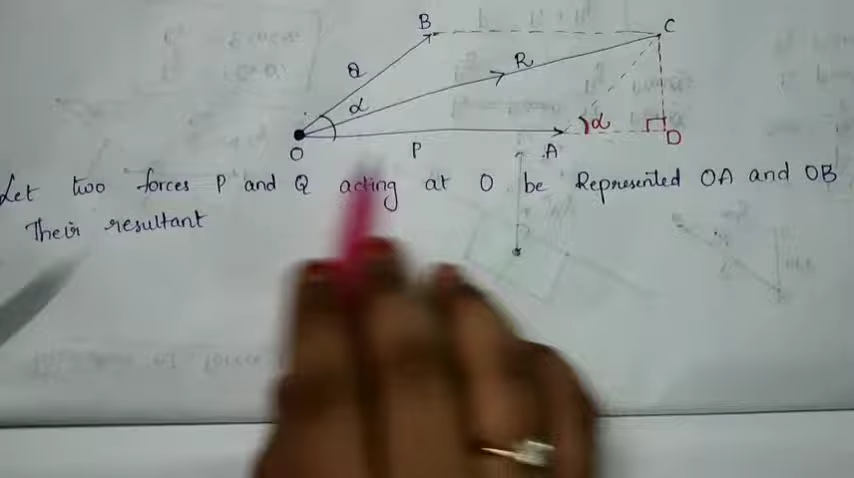 B
C
Q
R
α
α
O
P
A
D
Let two forces P and Q acting at O be Represented OA and OB
Their resultant